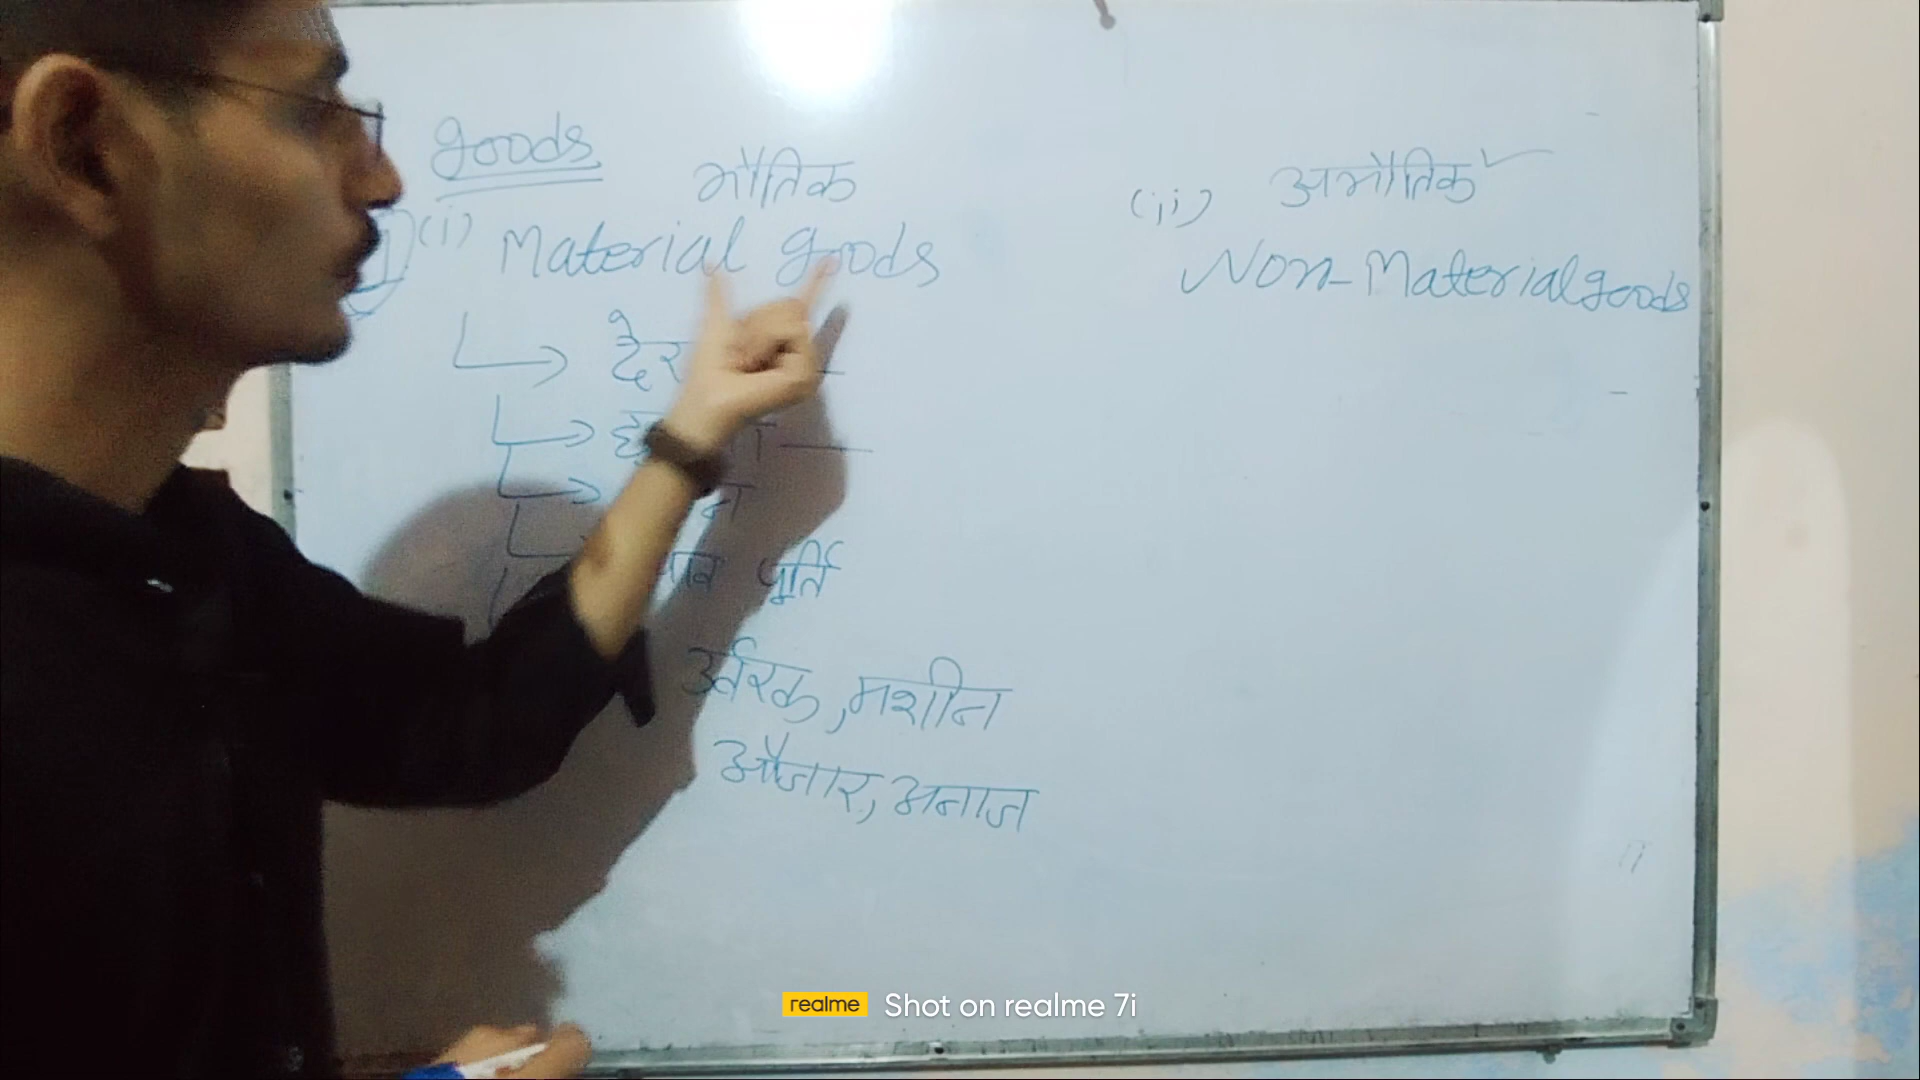 goods
भौतिक
(i) Material goods
पूर्ति
उर्वरक, मशीन
औजार, अनाज
(ii) अभौतिक
Non-Material goods
realme Shot on realme 7i